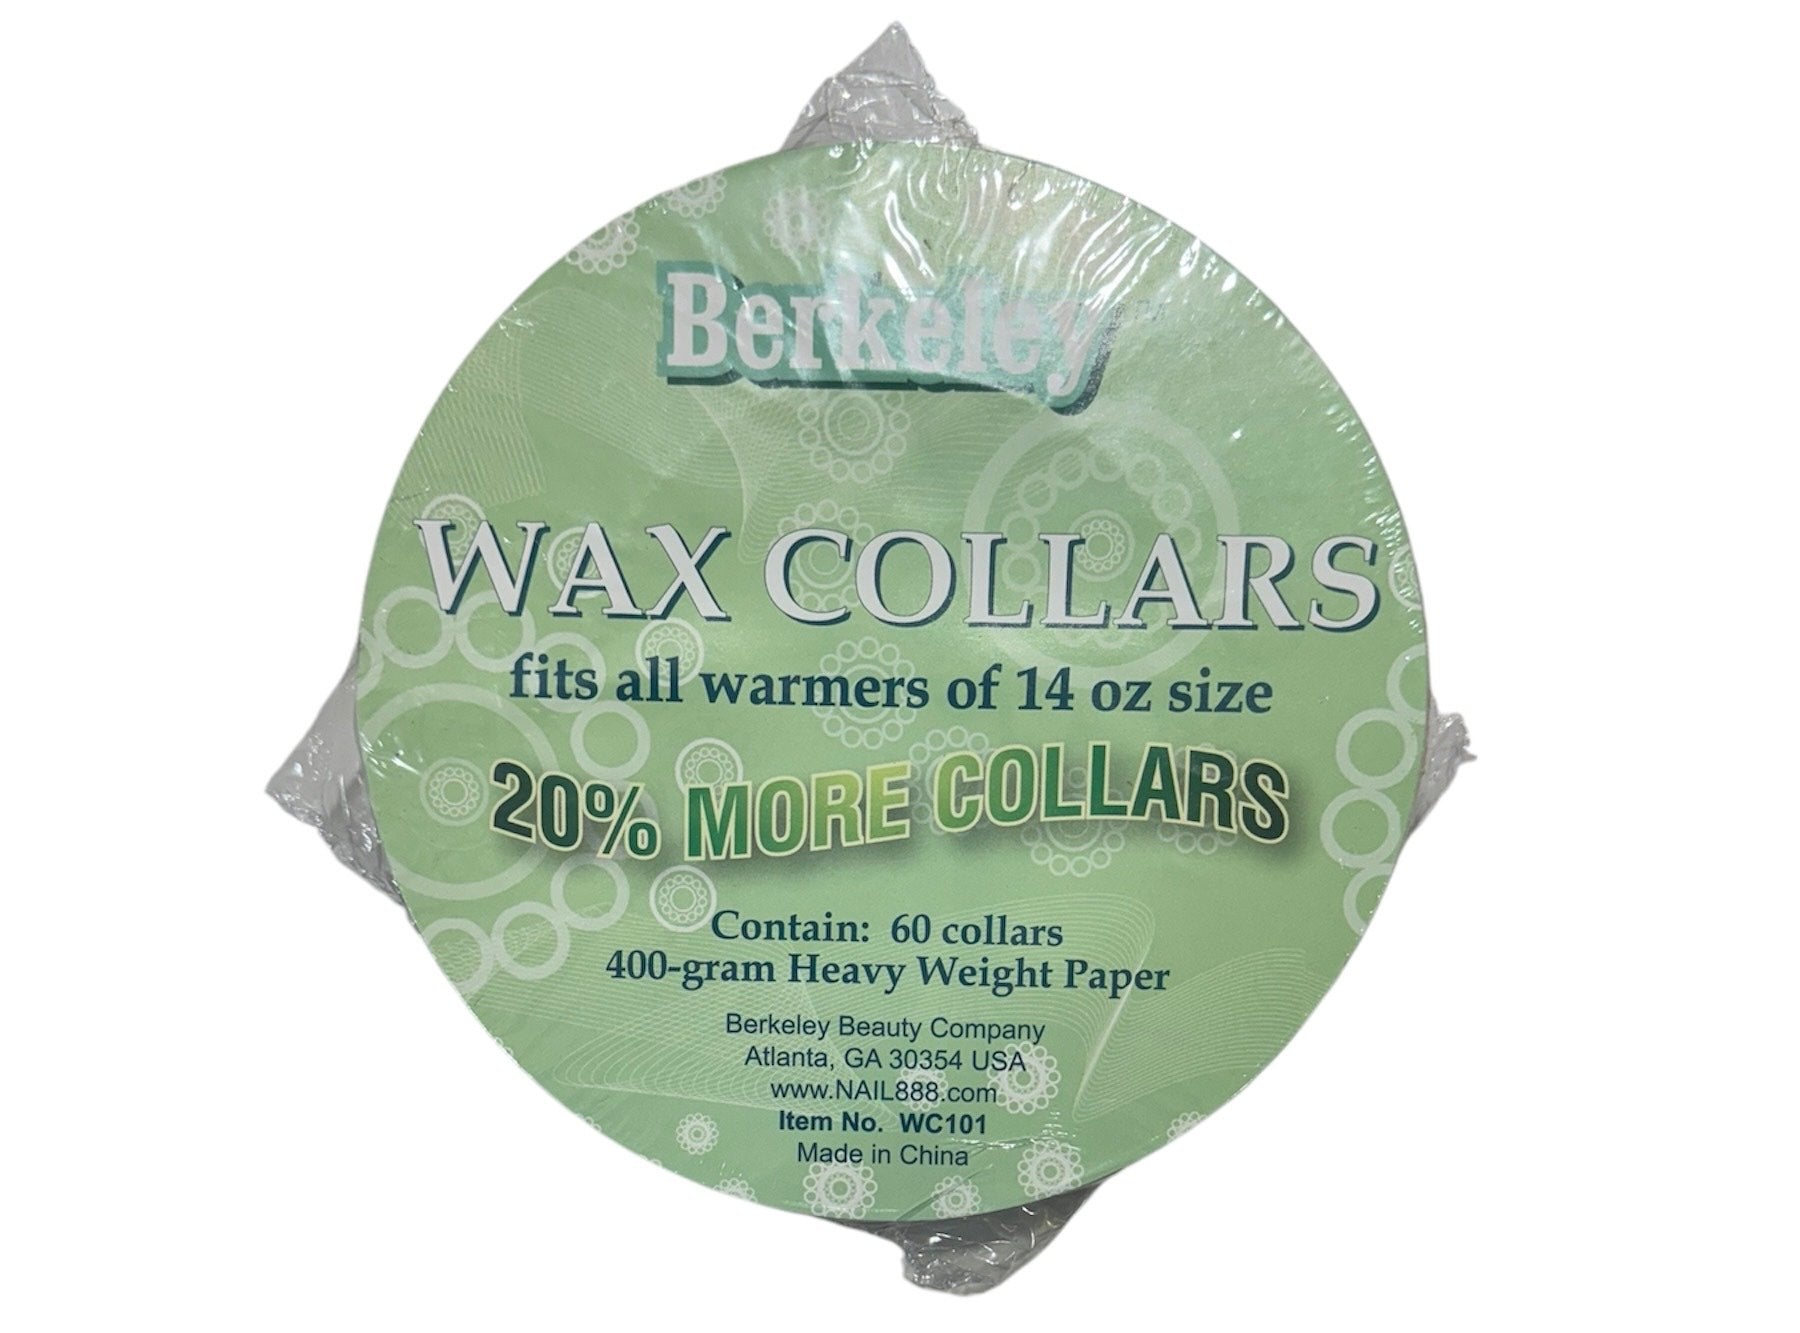 Berkeley™
WAX COLLARS
fits all warmers of 14 oz size
20% MORE COLLARS
Contain: 60 collars
400-gram Heavy Weight Paper
Berkeley Beauty Company
Atlanta, GA 30354 USA
www.NAIL888.com
Item No. WC101
Made in China